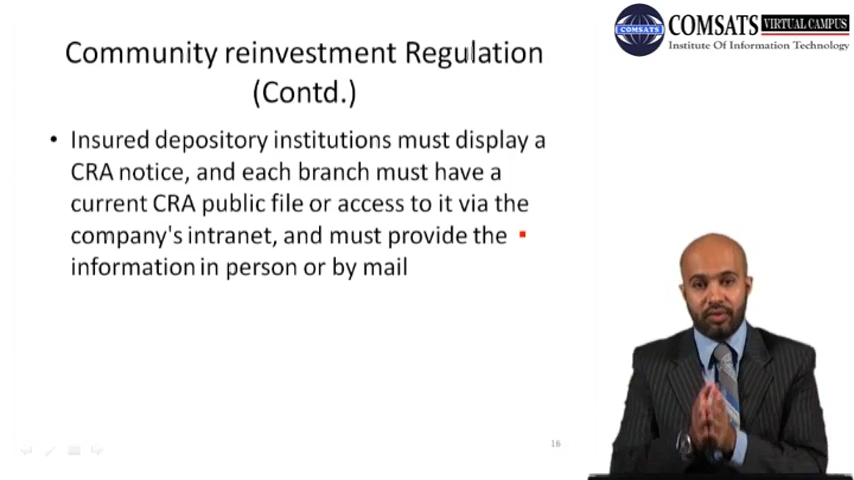 Community reinvestment Regulation
(Contd.)
• Insured depository institutions must display a
CRA notice, and each branch must have a
current CRA public file or access to it via the
company's intranet, and must provide the
information in person or by mail
16
COMSATS
COMSATS VIRTUAL CAMPUS
Institute Of Information Technology